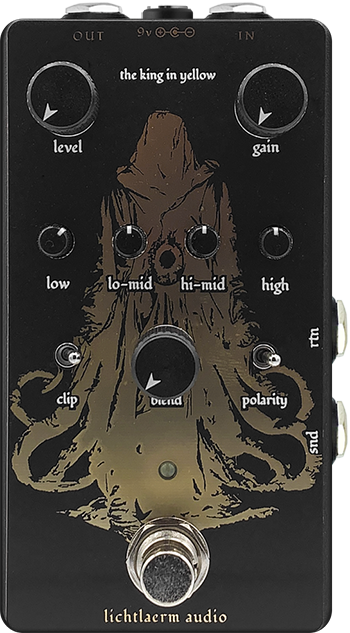 OUT 9v IN
the king in yellow
level gain
low lo-mid hi-mid high
rtn
clip blend polarity
snd
lichtlaerm audio